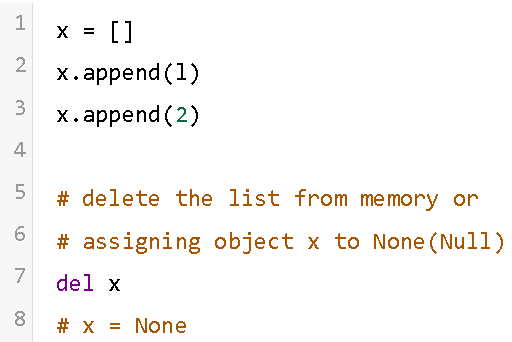 1 x = []
2 x.append(l)
3 x.append(2)
4
5 # delete the list from memory or
6 # assigning object x to None(Null)
7 del x
8 # x = None